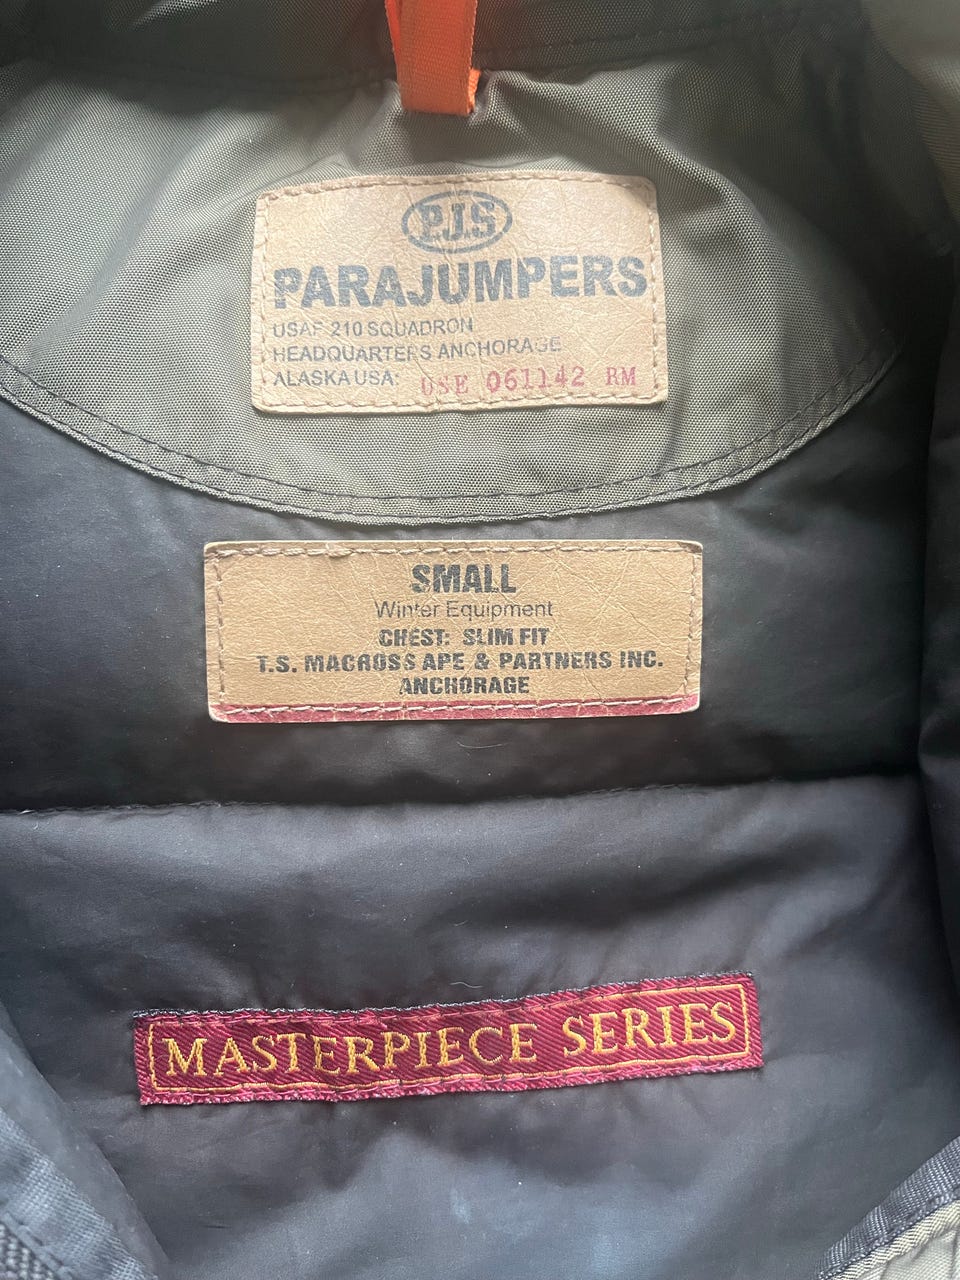 P.J.S
PARAJUMPERS
USAF 210 SQUADRON
HEADQUARTERS ANCHORAGE
ALASKA USA: USE 061142 RM
SMALL
Winter Equipment
CHEST: SLIM FIT
T.S. MACROSS APE & PARTNERS INC.
ANCHORAGE
MASTERPIECE SERIES